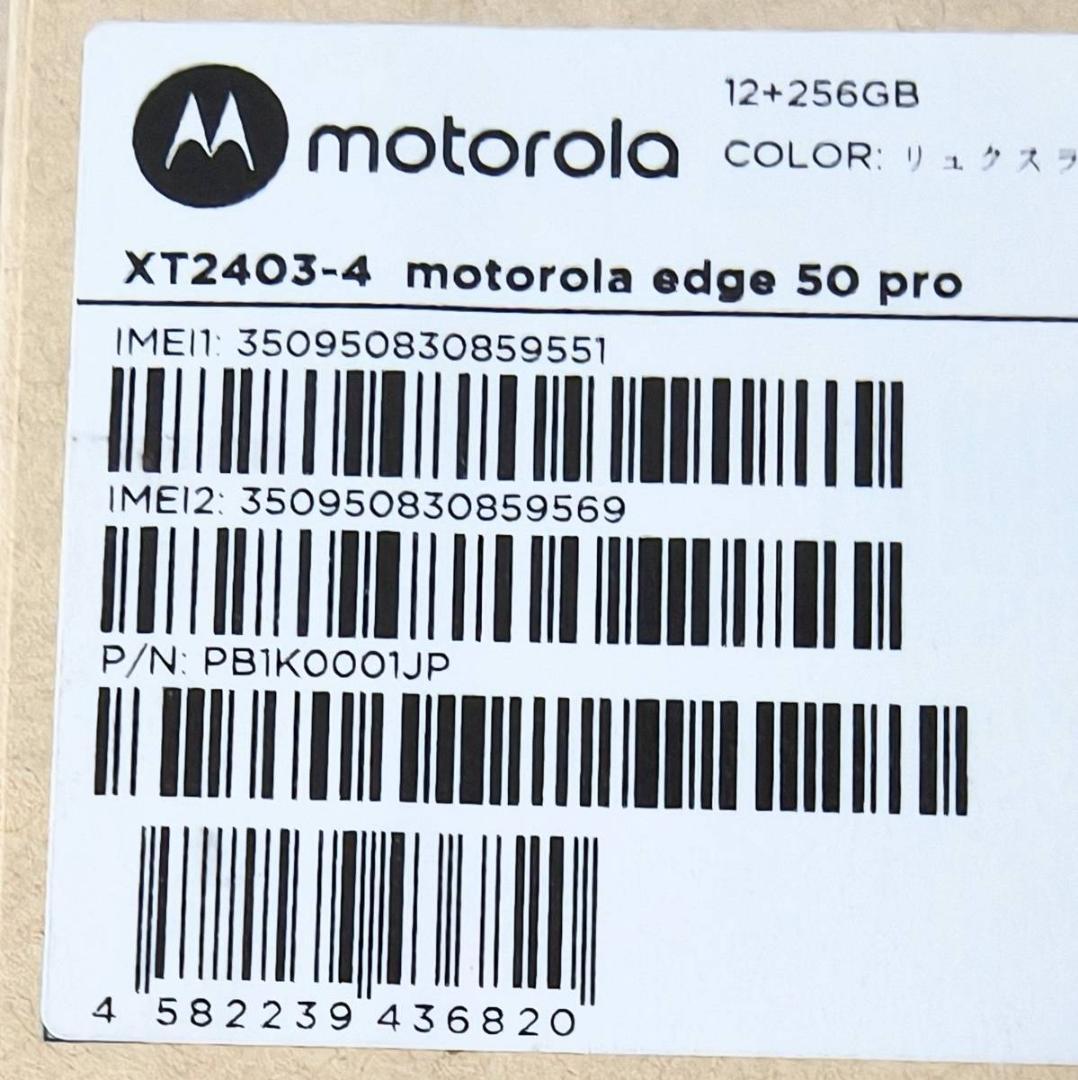 motorola
12+256GB
COLOR: リュクスラ
XT2403-4 motorola edge 50 pro
IMEI1: 350950830859551
IMEI2: 350950830859569
P/N: PB1K0001JP
4 582239 436820